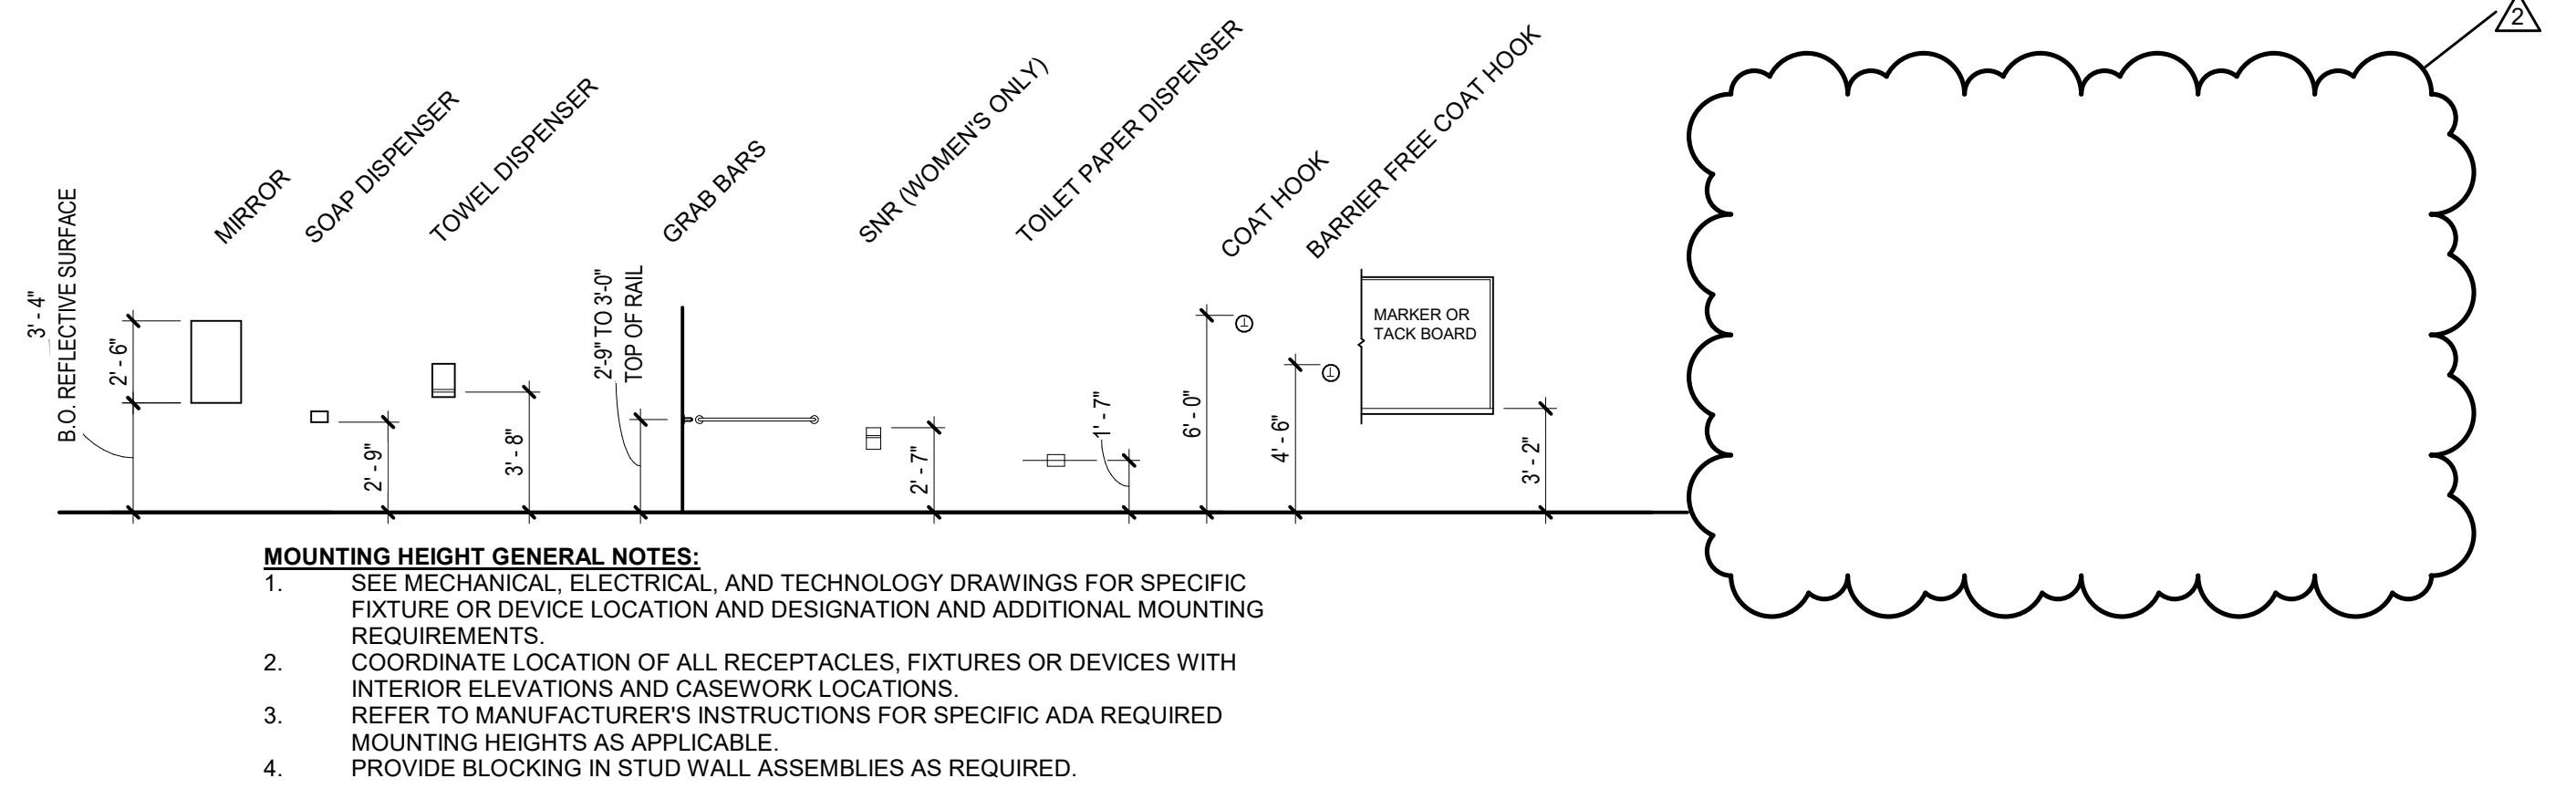 2
MIRROR
SOAP DISPENSER
TOWEL DISPENSER
GRAB BARS
SNR (WOMEN'S ONLY)
TOILET PAPER DISPENSER
COAT HOOK
BARRIER FREE COAT HOOK
3' - 4"
B.O. REFLECTIVE SURFACE
2' - 6"
2' - 9"
3' - 8"
2'-9" TO 3'-0"
TOP OF RAIL
2' - 7"
1' - 7"
6' - 0"
4' - 6"
MARKER OR
TACK BOARD
3' - 2"
MOUNTING HEIGHT GENERAL NOTES:
1. SEE MECHANICAL, ELECTRICAL, AND TECHNOLOGY DRAWINGS FOR SPECIFIC
FIXTURE OR DEVICE LOCATION AND DESIGNATION AND ADDITIONAL MOUNTING
REQUIREMENTS.
2. COORDINATE LOCATION OF ALL RECEPTACLES, FIXTURES OR DEVICES WITH
INTERIOR ELEVATIONS AND CASEWORK LOCATIONS.
3. REFER TO MANUFACTURER'S INSTRUCTIONS FOR SPECIFIC ADA REQUIRED
MOUNTING HEIGHTS AS APPLICABLE.
4. PROVIDE BLOCKING IN STUD WALL ASSEMBLIES AS REQUIRED.